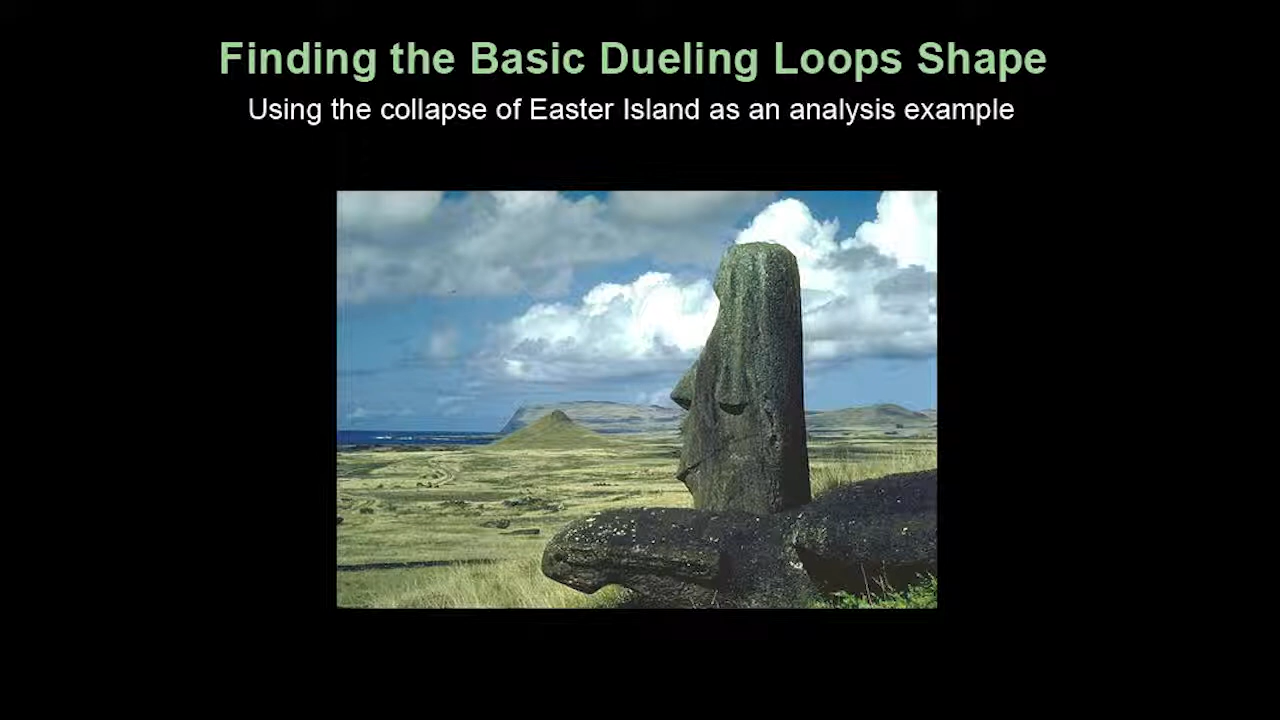 Finding the Basic Dueling Loops Shape
Using the collapse of Easter Island as an analysis example